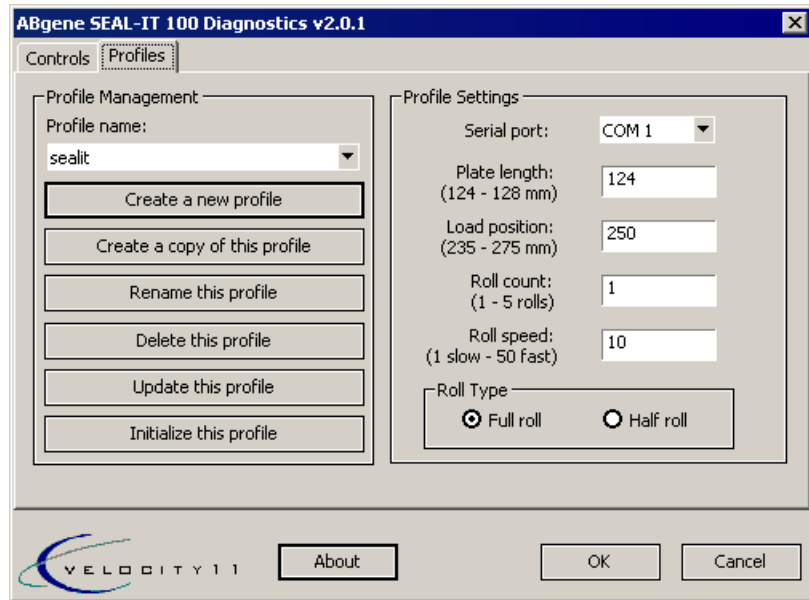 ABgene SEAL-IT 100 Diagnostics v2.0.1
Controls
Profiles
Profile Management
Profile name:
sealit
Create a new profile
Create a copy of this profile
Rename this profile
Delete this profile
Update this profile
Initialize this profile
Profile Settings
Serial port:
COM 1
Plate length:
(124 - 128 mm)
124
Load position:
(235 - 275 mm)
250
Roll count:
(1 - 5 rolls)
1
Roll speed:
(1 slow - 50 fast)
10
Roll Type
Full roll
Half roll
VELOCITY11
About
OK
Cancel